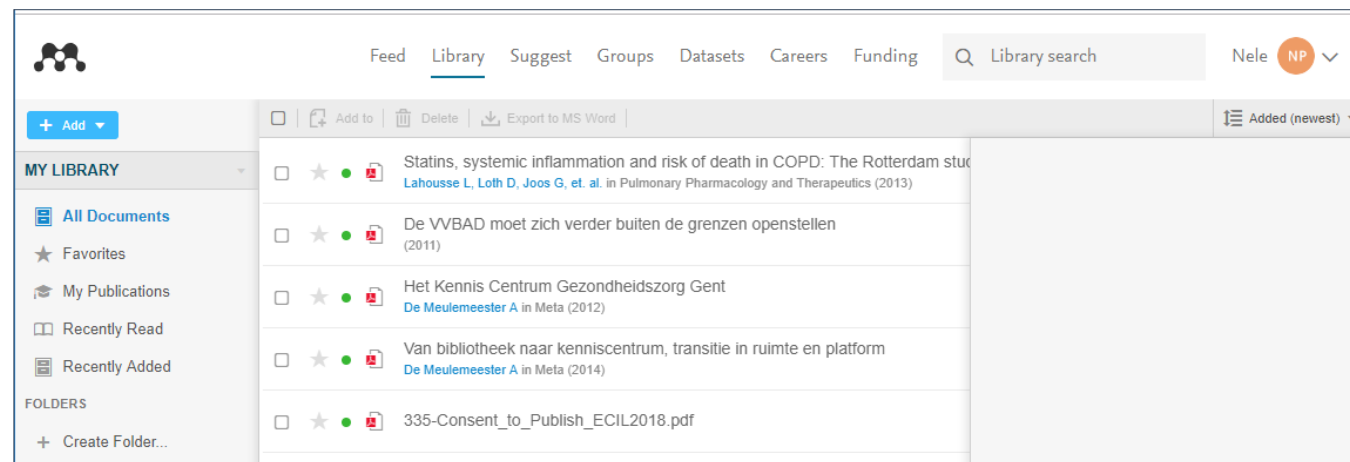 Feed Library Suggest Groups Datasets Careers Funding Library search Nele NP
+ Add
Add to Delete Export to MS Word Added (newest)
MY LIBRARY
All Documents
Favorites
My Publications
Recently Read
Recently Added
FOLDERS
+ Create Folder...
Statins, systemic inflammation and risk of death in COPD: The Rotterdam
Lahousse L, Loth D, Joos G, et. al. in Pulmonary Pharmacology and Therapeutics (2013)
De VVBAD moet zich verder buiten de grenzen openstellen
(2011)
Het Kennis Centrum Gezondheidszorg Gent
De Meulemeester A in Meta (2012)
Van bibliotheek naar kenniscentrum, transitie in ruimte en platform
De Meulemeester A in Meta (2014)
335-Consent_to_Publish_ECIL2018.pdf